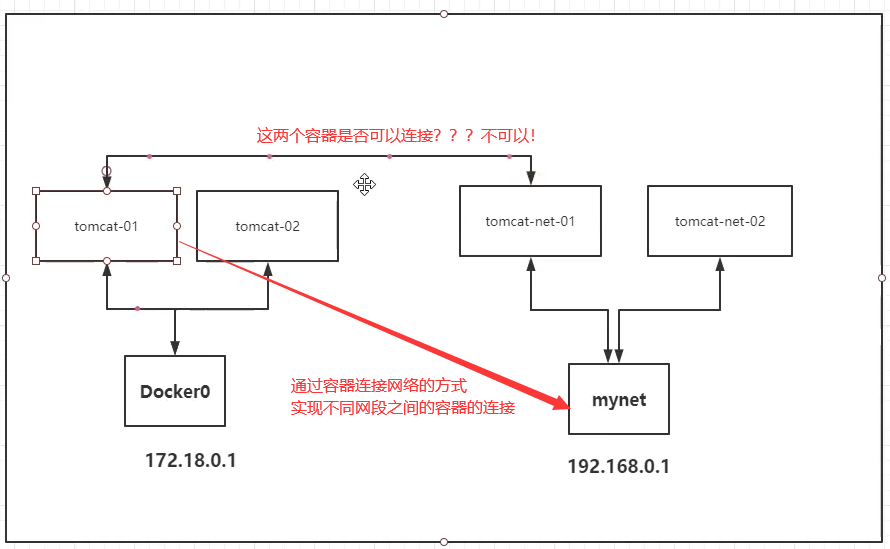 这两个容器是否可以连接？？？不可以！
tomcat-01
tomcat-02
tomcat-net-01
tomcat-net-02
通过容器连接网络的方式
实现不同网段之间的容器的连接
Docker0
mynet
172.18.0.1
192.168.0.1